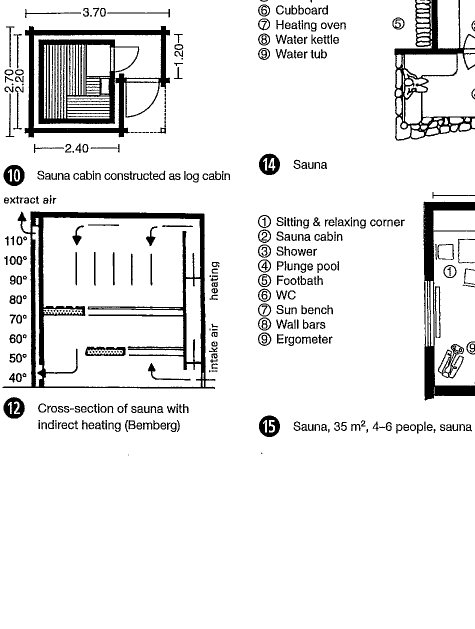 3.70
1.20
2.70
2.20
2.40
10 Sauna cabin constructed as log cabin
extract air
110°
100°
90°
80°
70°
60°
50°
40°
heating
intake air
12 Cross-section of sauna with
indirect heating (Bemberg)
⑥ Cubboard
⑦ Heating oven
⑧ Water kettle
⑨ Water tub
⑤
14 Sauna
① Sitting & relaxing corner
② Sauna cabin
③ Shower
④ Plunge pool
⑤ Footbath
⑥ WC
⑦ Sun bench
⑧ Wall bars
⑨ Ergometer
①
⑨
15 Sauna, 35 m², 4–6 people, sauna